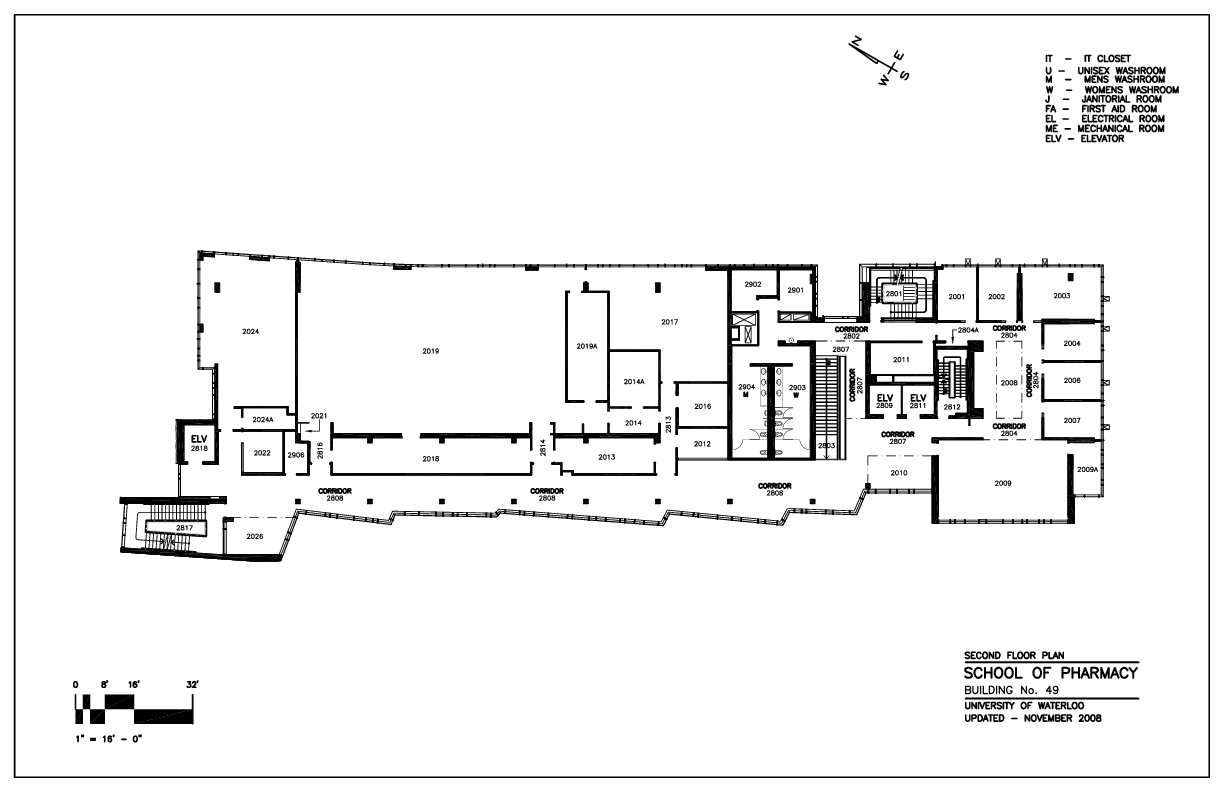 N
E
W
S
IT – IT CLOSET
U – UNISEX WASHROOM
M – MENS WASHROOM
W – WOMENS WASHROOM
J – JANITORIAL ROOM
FA – FIRST AID ROOM
EL – ELECTRICAL ROOM
ME – MECHANICAL ROOM
ELV – ELEVATOR
2902
2901
2801
2001
2002
2003
2024
2019
2019A
2017
CORRIDOR
2802
2807
2804A
CORRIDOR
2804
2004
2011
2014A
2904
M
2903
W
CORRIDOR
2807
ELV
2809
ELV
2811
2812
2008
CORRIDOR
2804
2006
2016
2024A
2021
2014
2813
2007
CORRIDOR
2804
ELV
2818
2816
2814
2012
2803
CORRIDOR
2807
2022
2906
2018
2013
2010
2009
2009A
CORRIDOR
2808
CORRIDOR
2808
CORRIDOR
2808
2817
2026
0 8' 16' 32'
1" = 16' – 0"
SECOND FLOOR PLAN
SCHOOL OF PHARMACY
BUILDING No. 49
UNIVERSITY OF WATERLOO
UPDATED – NOVEMBER 2008